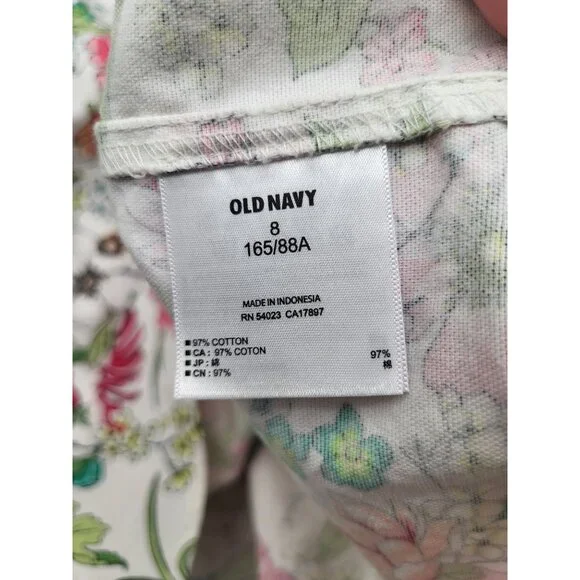 OLD NAVY
8
165/88A
MADE IN INDONESIA
RN 54023 CA17897
■ 97% COTTON
■ CA : 97% COTON
■ JP : 綿 97%
■ CN : 97% 棉